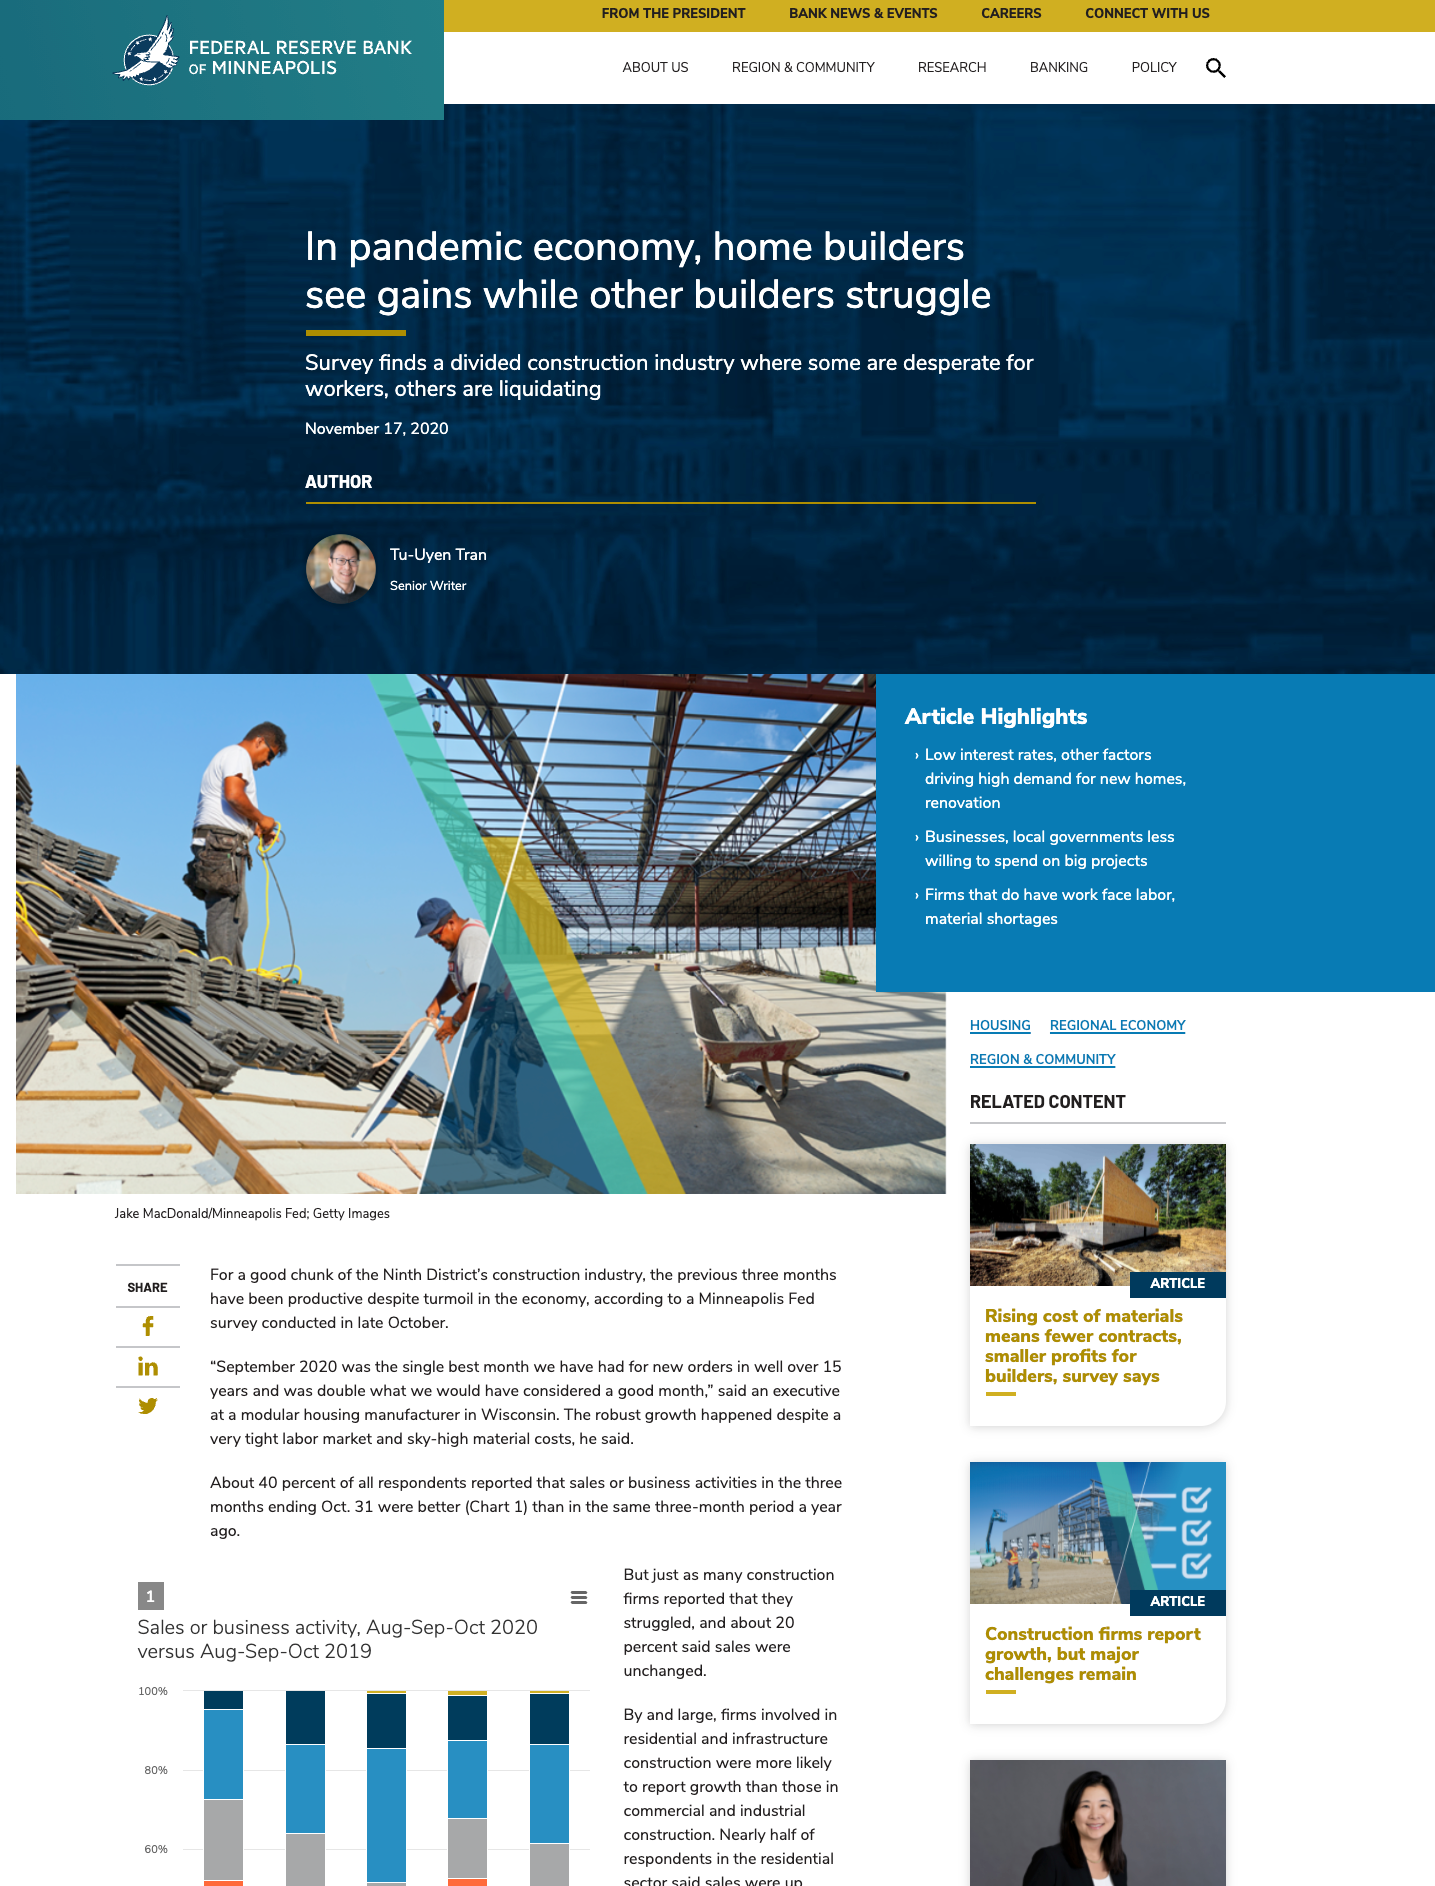 FROM THE PRESIDENT
BANK NEWS & EVENTS
CAREERS
CONNECT WITH US
FEDERAL RESERVE BANK
OF MINNEAPOLIS
ABOUT US
REGION & COMMUNITY
RESEARCH
BANKING
POLICY
In pandemic economy, home builders
see gains while other builders struggle
Survey finds a divided construction industry where some are desperate for
workers, others are liquidating
November 17, 2020
AUTHOR
Tu-Uyen Tran
Senior Writer
Article Highlights
› Low interest rates, other factors
driving high demand for new homes,
renovation
› Businesses, local governments less
willing to spend on big projects
› Firms that do have work face labor,
material shortages
HOUSING
REGIONAL ECONOMY
REGION & COMMUNITY
RELATED CONTENT
ARTICLE
Rising cost of materials
means fewer contracts,
smaller profits for
builders, survey says
ARTICLE
Construction firms report
growth, but major
challenges remain
Jake MacDonald/Minneapolis Fed; Getty Images
SHARE
For a good chunk of the Ninth District’s construction industry, the previous three months
have been productive despite turmoil in the economy, according to a Minneapolis Fed
survey conducted in late October.
“September 2020 was the single best month we have had for new orders in well over 15
years and was double what we would have considered a good month,” said an executive
at a modular housing manufacturer in Wisconsin. The robust growth happened despite a
very tight labor market and sky-high material costs, he said.
About 40 percent of all respondents reported that sales or business activities in the three
months ending Oct. 31 were better (Chart 1) than in the same three-month period a year
ago.
1
Sales or business activity, Aug-Sep-Oct 2020
versus Aug-Sep-Oct 2019
100%
80%
60%
But just as many construction
firms reported that they
struggled, and about 20
percent said sales were
unchanged.
By and large, firms involved in
residential and infrastructure
construction were more likely
to report growth than those in
commercial and industrial
construction. Nearly half of
respondents in the residential
sector said sales were up